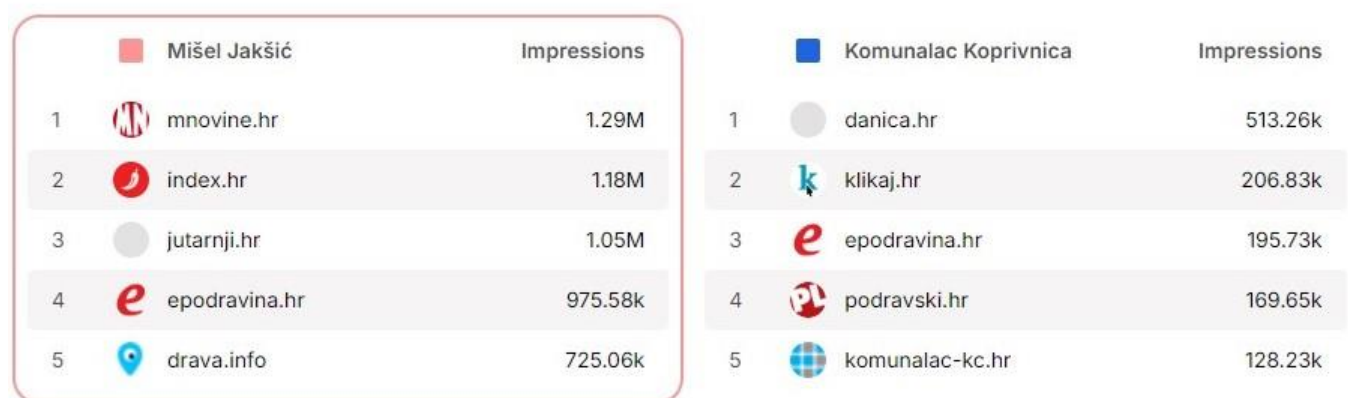 Mišel Jakšić Impressions
1 MN mnovine.hr 1.29M
2 index.hr 1.18M
3 jutarnji.hr 1.05M
4 e epodravina.hr 975.58k
5 drava.info 725.06k
Komunalac Koprivnica Impressions
1 danica.hr 513.26k
2 k klikaj.hr 206.83k
3 e epodravina.hr 195.73k
4 PL podravski.hr 169.65k
5 komunalac-kc.hr 128.23k